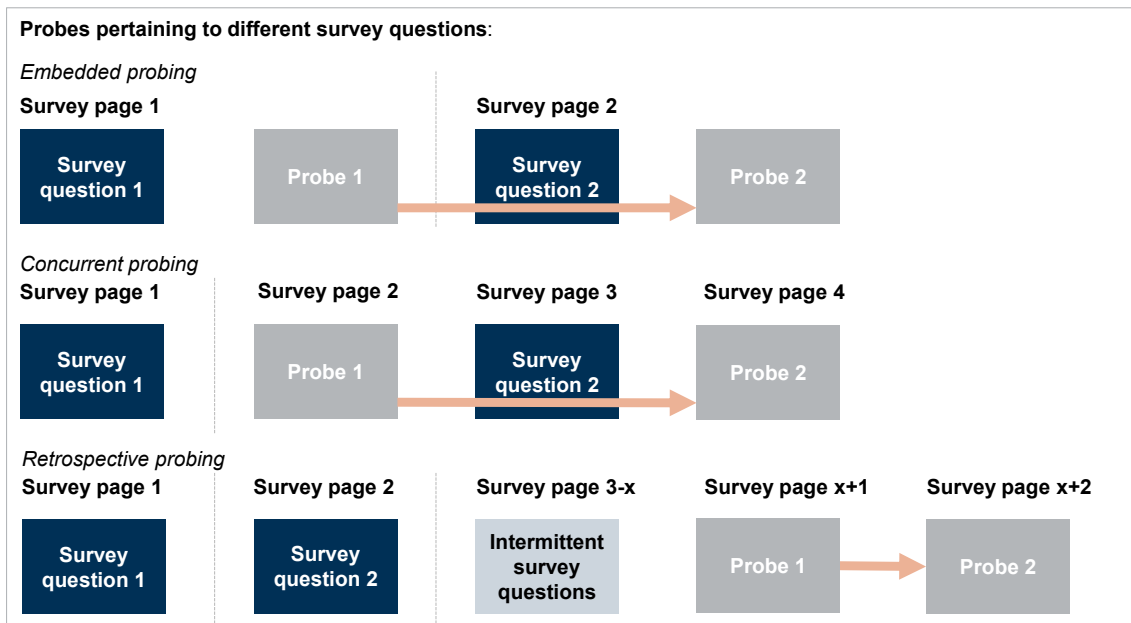 Probes pertaining to different survey questions:
Embedded probing
Survey page 1
Survey page 2
Survey
question 1
Probe 1
Survey
question 2
Probe 2
Concurrent probing
Survey page 1
Survey page 2
Survey page 3
Survey page 4
Survey
question 1
Probe 1
Survey
question 2
Probe 2
Retrospective probing
Survey page 1
Survey page 2
Survey page 3-x
Survey page x+1
Survey page x+2
Survey
question 1
Survey
question 2
Intermittent
survey
questions
Probe 1
Probe 2